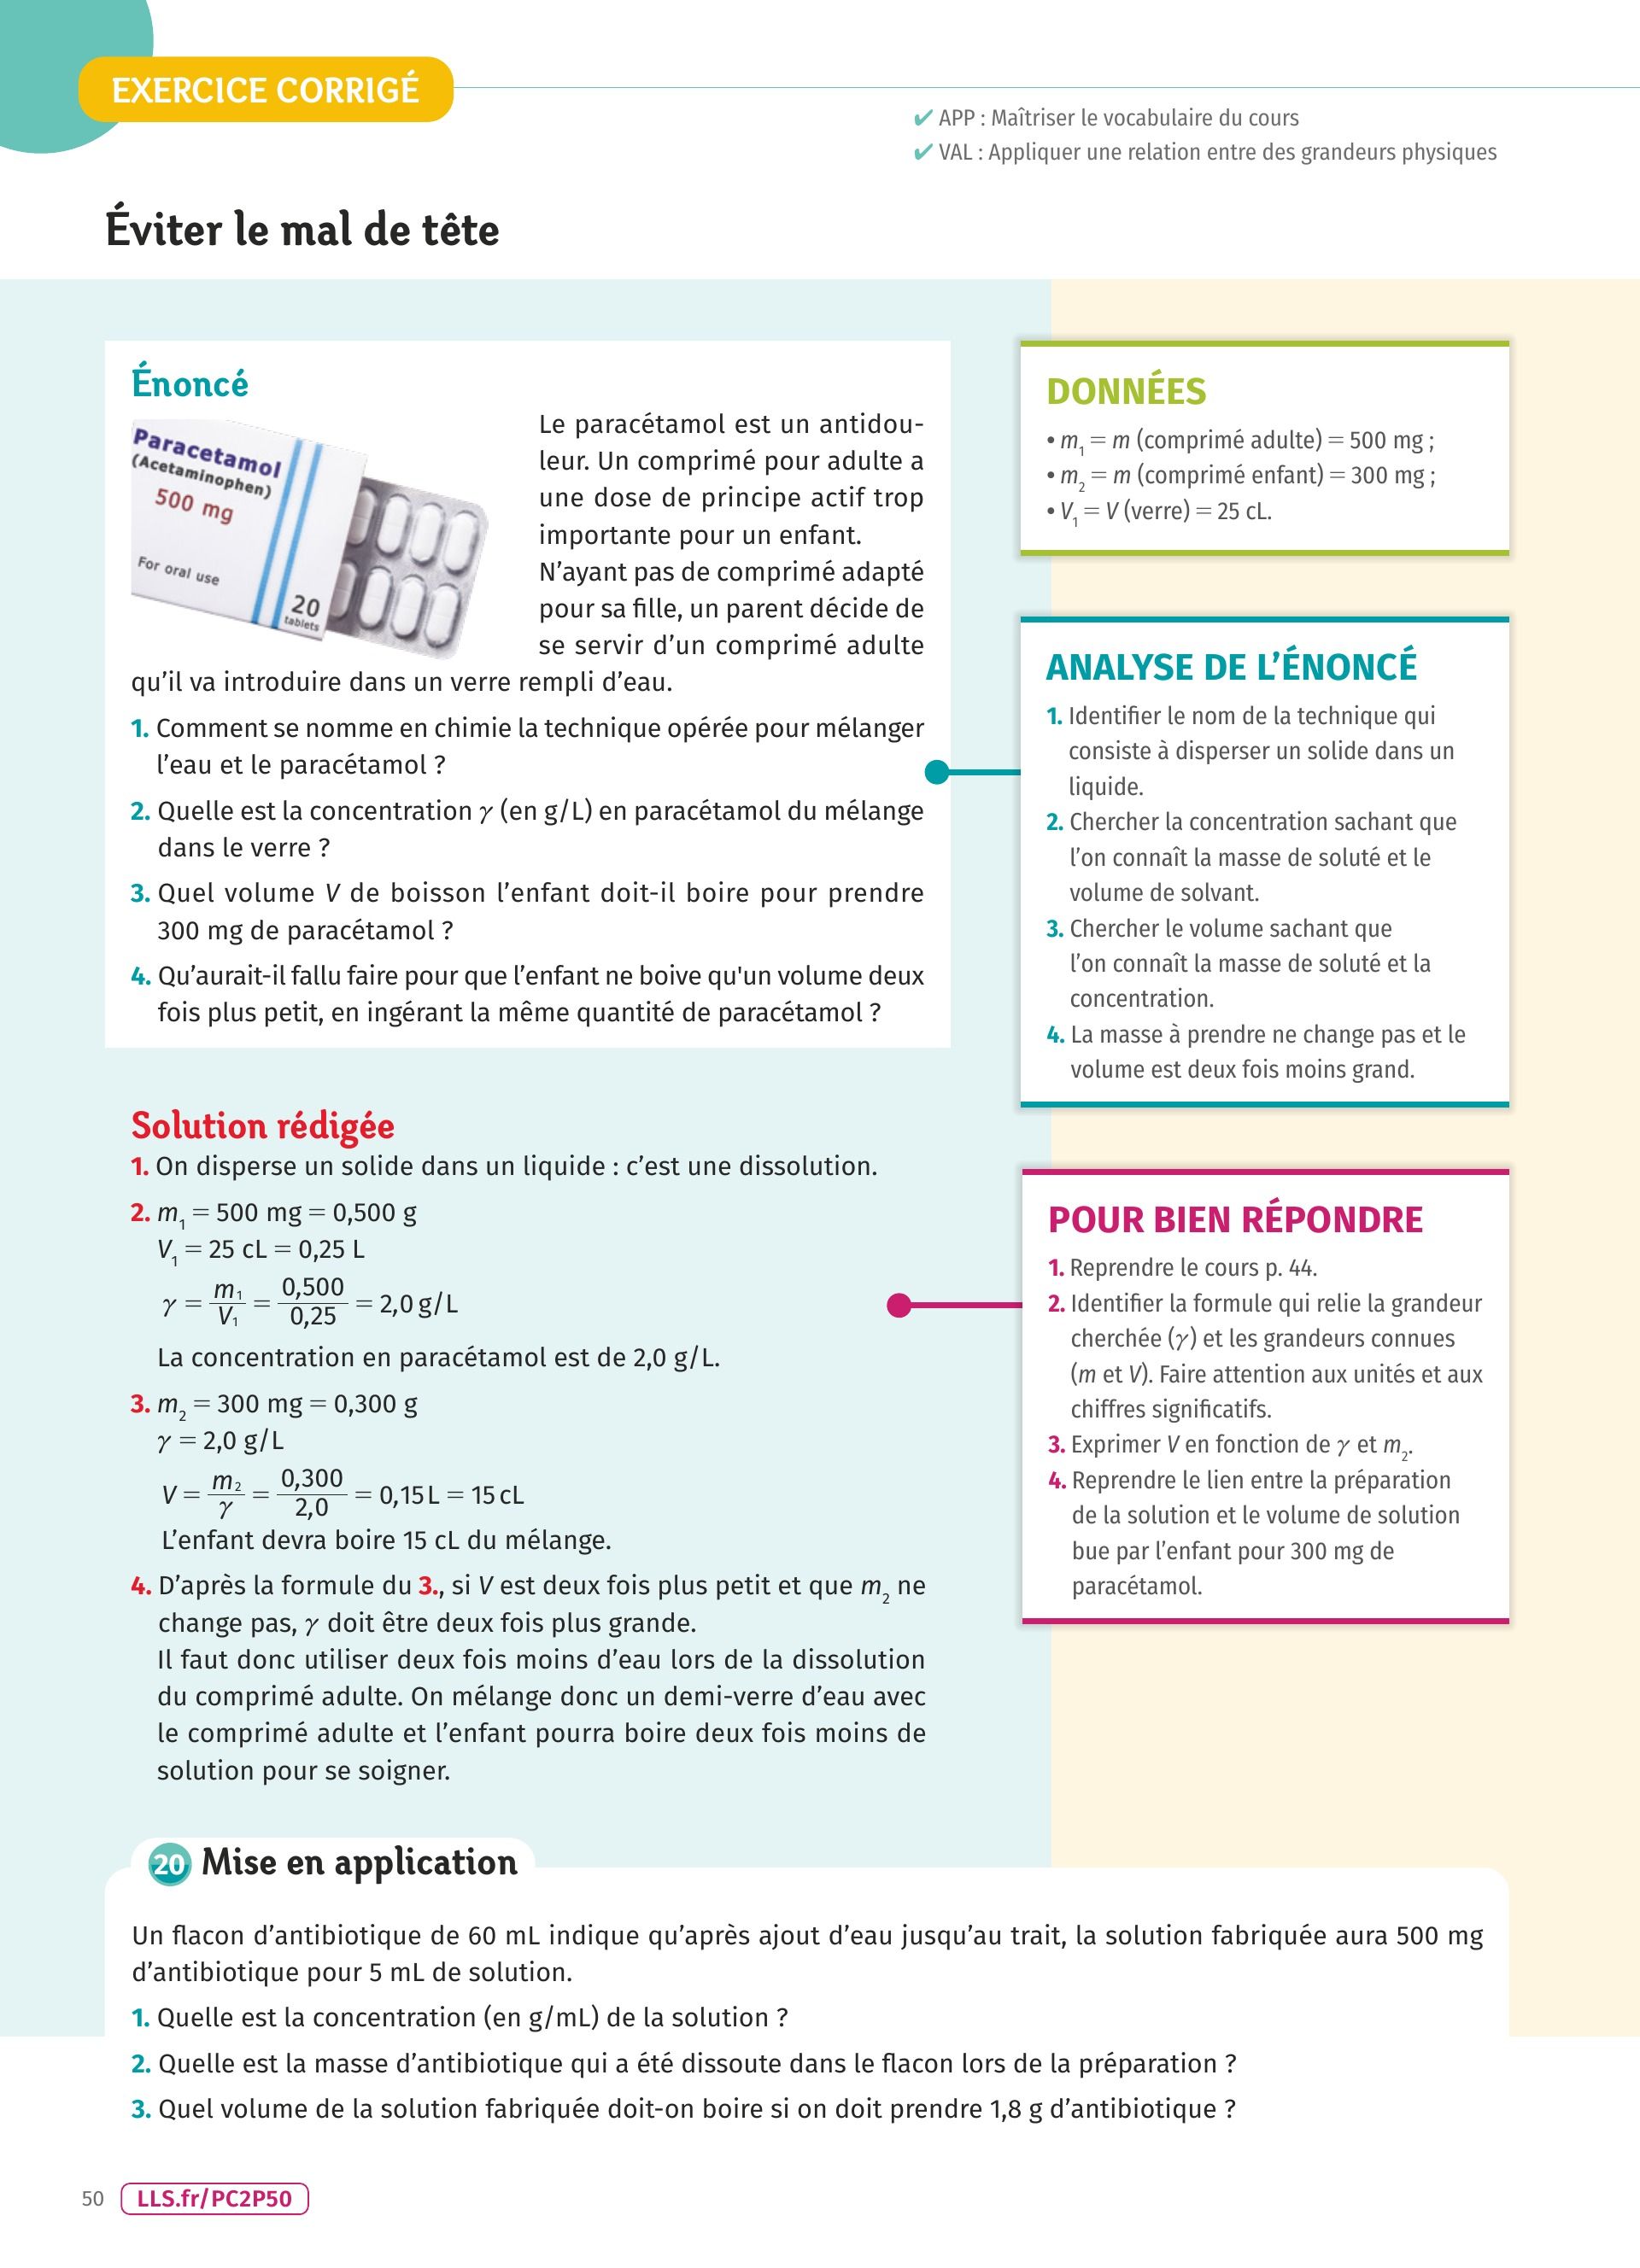 EXERCICE CORRIGÉ
✔ APP : Maîtriser le vocabulaire du cours
✔ VAL : Appliquer une relation entre des grandeurs physiques
Éviter le mal de tête
Énoncé
Paracetamol
(Acetaminophen)
500 mg
For oral use
20
tablets
Le paracétamol est un antidou-
leur. Un comprimé pour adulte a
une dose de principe actif trop
importante pour un enfant.
N’ayant pas de comprimé adapté
pour sa fille, un parent décide de
se servir d’un comprimé adulte
qu’il va introduire dans un verre rempli d’eau.
1. Comment se nomme en chimie la technique opérée pour mélanger
l’eau et le paracétamol ?
2. Quelle est la concentration γ (en g/L) en paracétamol du mélange
dans le verre ?
3. Quel volume V de boisson l’enfant doit-il boire pour prendre
300 mg de paracétamol ?
4. Qu’aurait-il fallu faire pour que l’enfant ne boive qu'un volume deux
fois plus petit, en ingérant la même quantité de paracétamol ?
DONNÉES
• m₁ = m (comprimé adulte) = 500 mg ;
• m₂ = m (comprimé enfant) = 300 mg ;
• V₁ = V (verre) = 25 cL.
ANALYSE DE L’ÉNONCÉ
1. Identifier le nom de la technique qui
consiste à disperser un solide dans un
liquide.
2. Chercher la concentration sachant que
l’on connaît la masse de soluté et le
volume de solvant.
3. Chercher le volume sachant que
l’on connaît la masse de soluté et la
concentration.
4. La masse à prendre ne change pas et le
volume est deux fois moins grand.
Solution rédigée
1. On disperse un solide dans un liquide : c’est une dissolution.
2. m₁ = 500 mg = 0,500 g
V₁ = 25 cL = 0,25 L
γ = m₁/V₁ = 0,500/0,25 = 2,0 g/L
La concentration en paracétamol est de 2,0 g/L.
3. m₂ = 300 mg = 0,300 g
γ = 2,0 g/L
V = m₂/γ = 0,300/2,0 = 0,15 L = 15 cL
L’enfant devra boire 15 cL du mélange.
4. D’après la formule du 3., si V est deux fois plus petit et que m₂ ne
change pas, γ doit être deux fois plus grande.
Il faut donc utiliser deux fois moins d’eau lors de la dissolution
du comprimé adulte. On mélange donc un demi-verre d’eau avec
le comprimé adulte et l’enfant pourra boire deux fois moins de
solution pour se soigner.
POUR BIEN RÉPONDRE
1. Reprendre le cours p. 44.
2. Identifier la formule qui relie la grandeur
cherchée (γ) et les grandeurs connues
(m et V). Faire attention aux unités et aux
chiffres significatifs.
3. Exprimer V en fonction de γ et m₂.
4. Reprendre le lien entre la préparation
de la solution et le volume de solution
bue par l’enfant pour 300 mg de
paracétamol.
20 Mise en application
Un flacon d’antibiotique de 60 mL indique qu’après ajout d’eau jusqu’au trait, la solution fabriquée aura 500 mg
d’antibiotique pour 5 mL de solution.
1. Quelle est la concentration (en g/mL) de la solution ?
2. Quelle est la masse d’antibiotique qui a été dissoute dans le flacon lors de la préparation ?
3. Quel volume de la solution fabriquée doit-on boire si on doit prendre 1,8 g d’antibiotique ?
50 LLS.fr/PC2P50